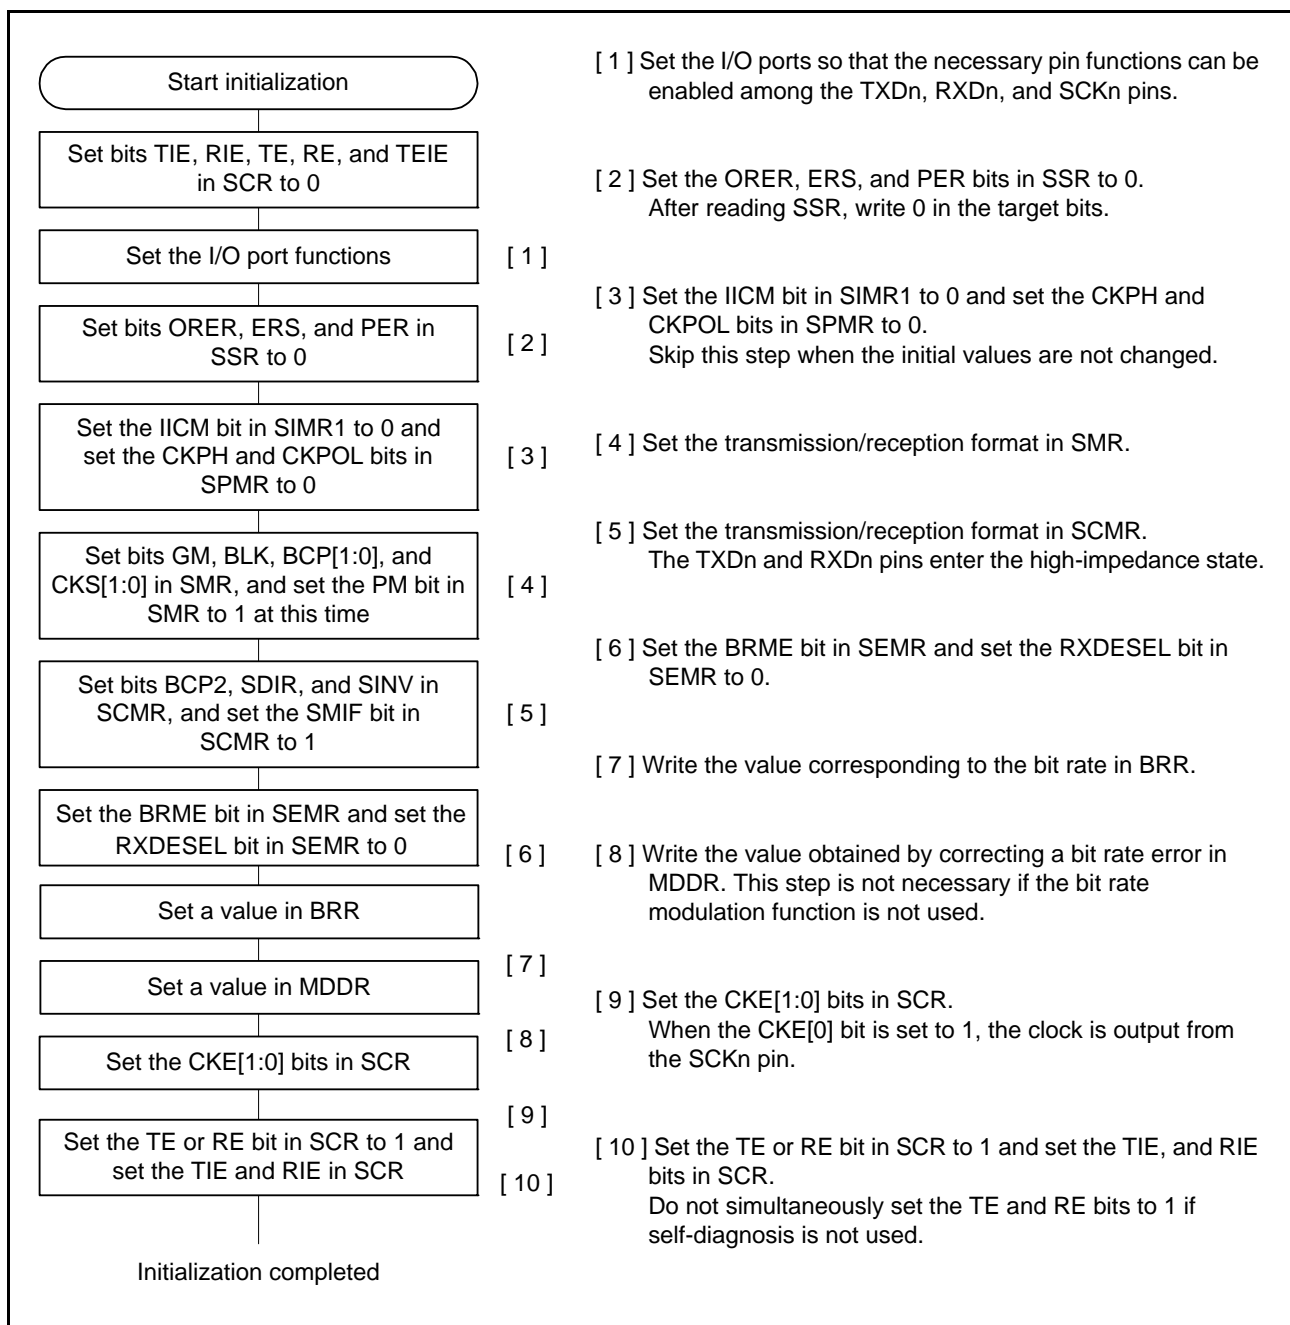 Start initialization
Set bits TIE, RIE, TE, RE, and TEIE
in SCR to 0
Set the I/O port functions
[ 1 ]
Set bits ORER, ERS, and PER in
SSR to 0
[ 2 ]
Set the IICM bit in SIMR1 to 0 and
set the CKPH and CKPOL bits in
SPMR to 0
[ 3 ]
Set bits GM, BLK, BCP[1:0], and
CKS[1:0] in SMR, and set the PM bit in
SMR to 1 at this time
[ 4 ]
Set bits BCP2, SDIR, and SINV in
SCMR, and set the SMIF bit in
SCMR to 1
[ 5 ]
Set the BRME bit in SEMR and set the
RXDESEL bit in SEMR to 0
[ 6 ]
Set a value in BRR
[ 7 ]
Set a value in MDDR
[ 8 ]
Set the CKE[1:0] bits in SCR
[ 9 ]
Set the TE or RE bit in SCR to 1 and
set the TIE and RIE in SCR
[ 10 ]
Initialization completed
[ 1 ] Set the I/O ports so that the necessary pin functions can be
enabled among the TXDn, RXDn, and SCKn pins.
[ 2 ] Set the ORER, ERS, and PER bits in SSR to 0.
After reading SSR, write 0 in the target bits.
[ 3 ] Set the IICM bit in SIMR1 to 0 and set the CKPH and
CKPOL bits in SPMR to 0.
Skip this step when the initial values are not changed.
[ 4 ] Set the transmission/reception format in SMR.
[ 5 ] Set the transmission/reception format in SCMR.
The TXDn and RXDn pins enter the high-impedance state.
[ 6 ] Set the BRME bit in SEMR and set the RXDESEL bit in
SEMR to 0.
[ 7 ] Write the value corresponding to the bit rate in BRR.
[ 8 ] Write the value obtained by correcting a bit rate error in
MDDR. This step is not necessary if the bit rate
modulation function is not used.
[ 9 ] Set the CKE[1:0] bits in SCR.
When the CKE[0] bit is set to 1, the clock is output from
the SCKn pin.
[ 10 ] Set the TE or RE bit in SCR to 1 and set the TIE, and RIE
bits in SCR.
Do not simultaneously set the TE and RE bits to 1 if
self-diagnosis is not used.